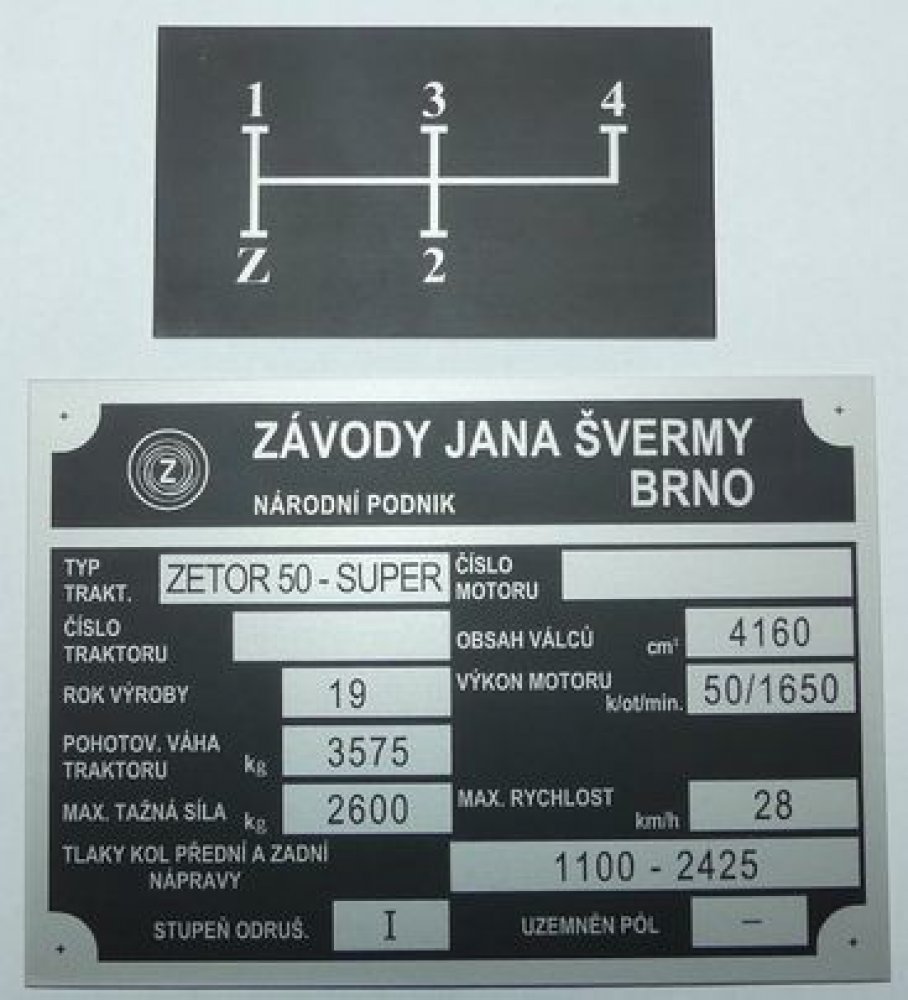 1 3 4
Z 2
Z
ZÁVODY JANA ŠVERMY
BRNO
NÁRODNÍ PODNIK
TYP
TRAKT.
ZETOR 50 - SUPER
ČÍSLO
MOTORU
ČÍSLO
TRAKTORU
OBSAH VÁLCŮ cm³ 4160
ROK VÝROBY 19
VÝKON MOTORU
k/ot/min. 50/1650
POHOTOV. VÁHA
TRAKTORU kg 3575
MAX. TAŽNÁ SÍLA kg 2600
MAX. RYCHLOST
km/h 28
TLAKY KOL PŘEDNÍ A ZADNÍ
NÁPRAVY
1100 - 2425
STUPEŇ ODRUŠ. I
UZEMNĚN PÓL –